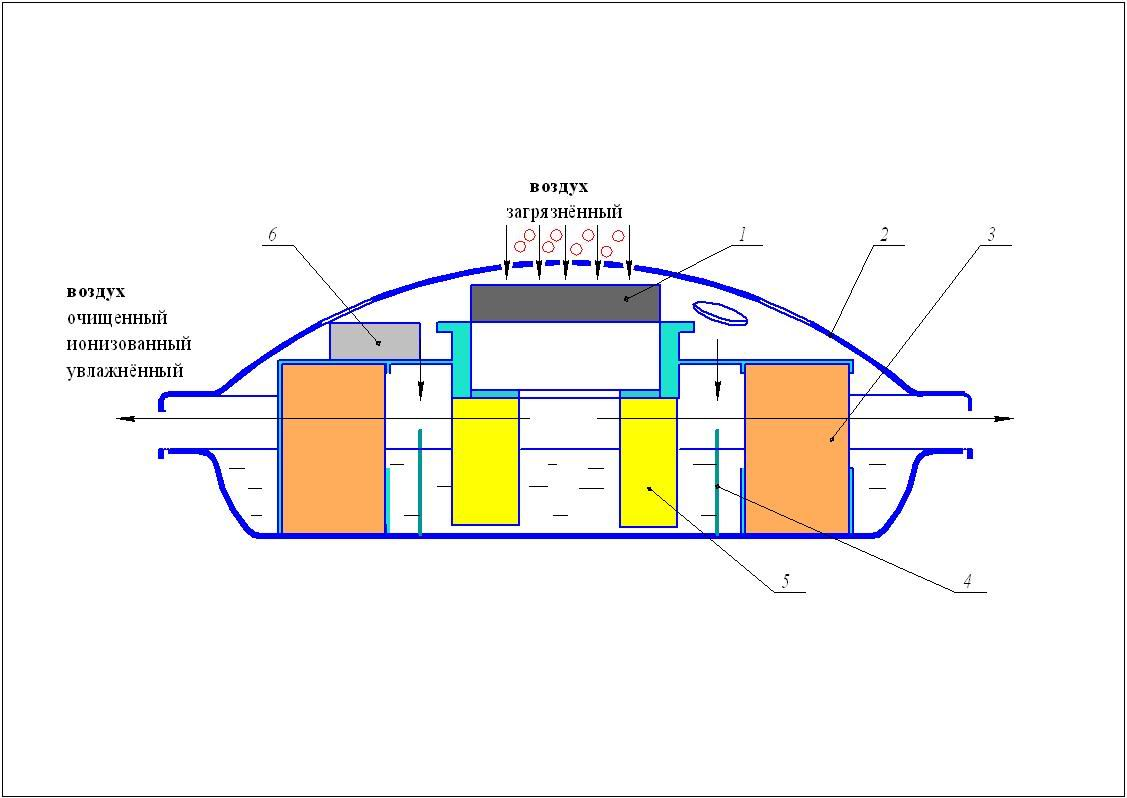 воздух
загрязнённый
6
1
2
3
воздух
очищенный
ионизованный
увлажнённый
5
4